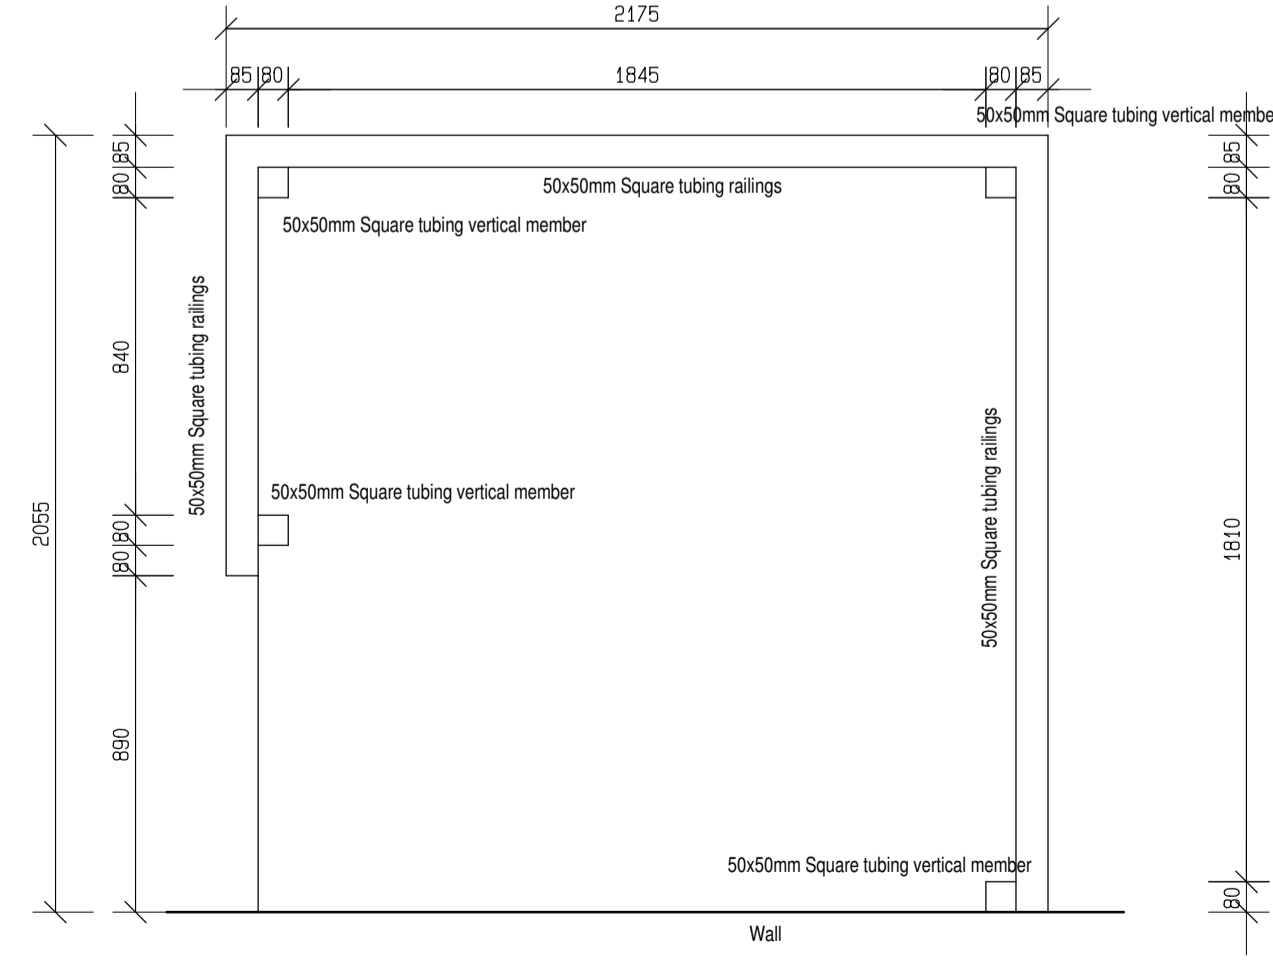 2175
85
80
1845
80
85
50x50mm Square tubing vertical membe
85
80
50x50mm Square tubing railings
85
80
50x50mm Square tubing vertical member
50x50mm Square tubing railings
840
50x50mm Square tubing railings
50x50mm Square tubing vertical member
2055
80
80
1810
890
50x50mm Square tubing vertical member
80
Wall